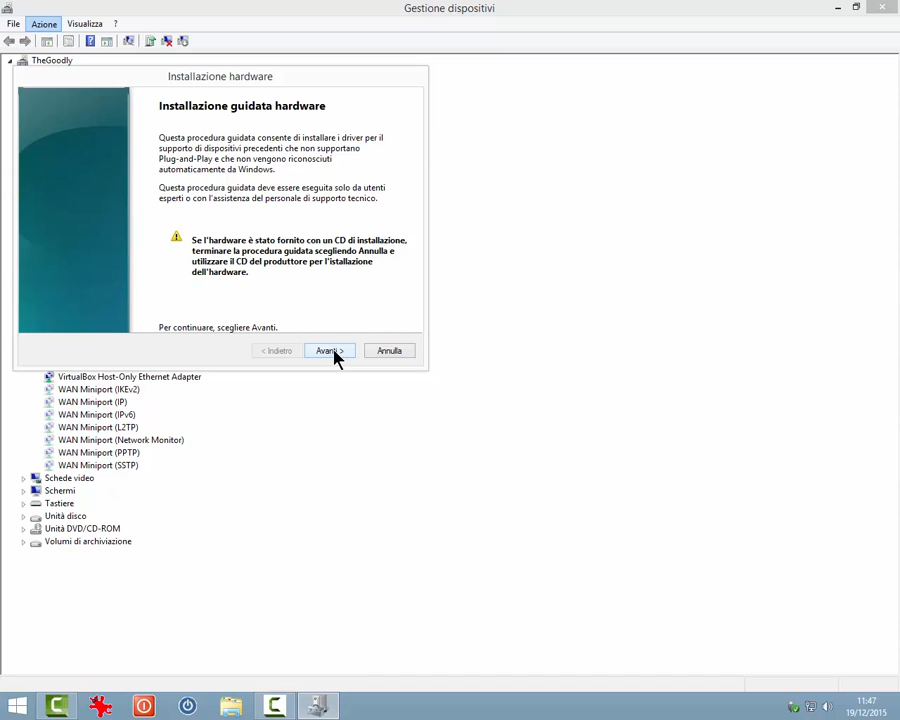 Gestione dispositivi
File Azione Visualizza ?
TheGoodly
Installazione hardware
Installazione guidata hardware
Questa procedura guidata consente di installare i driver per il
supporto di dispositivi precedenti che non supportano
Plug-and-Play e che non vengono riconosciuti
automaticamente da Windows.
Questa procedura guidata deve essere eseguita solo da utenti
esperti o con l'assistenza del personale di supporto tecnico.
Se l'hardware è stato fornito con un CD di installazione,
terminare la procedura guidata scegliendo Annulla e
utilizzare il CD del produttore per l'istallazione
dell'hardware.
Per continuare, scegliere Avanti.
< Indietro Avanti > Annulla
VirtualBox Host-Only Ethernet Adapter
WAN Miniport (IKEv2)
WAN Miniport (IP)
WAN Miniport (IPv6)
WAN Miniport (L2TP)
WAN Miniport (Network Monitor)
WAN Miniport (PPTP)
WAN Miniport (SSTP)
Schede video
Schermi
Tastiere
Unità disco
Unità DVD/CD-ROM
Volumi di archiviazione
11:47
19/12/2015